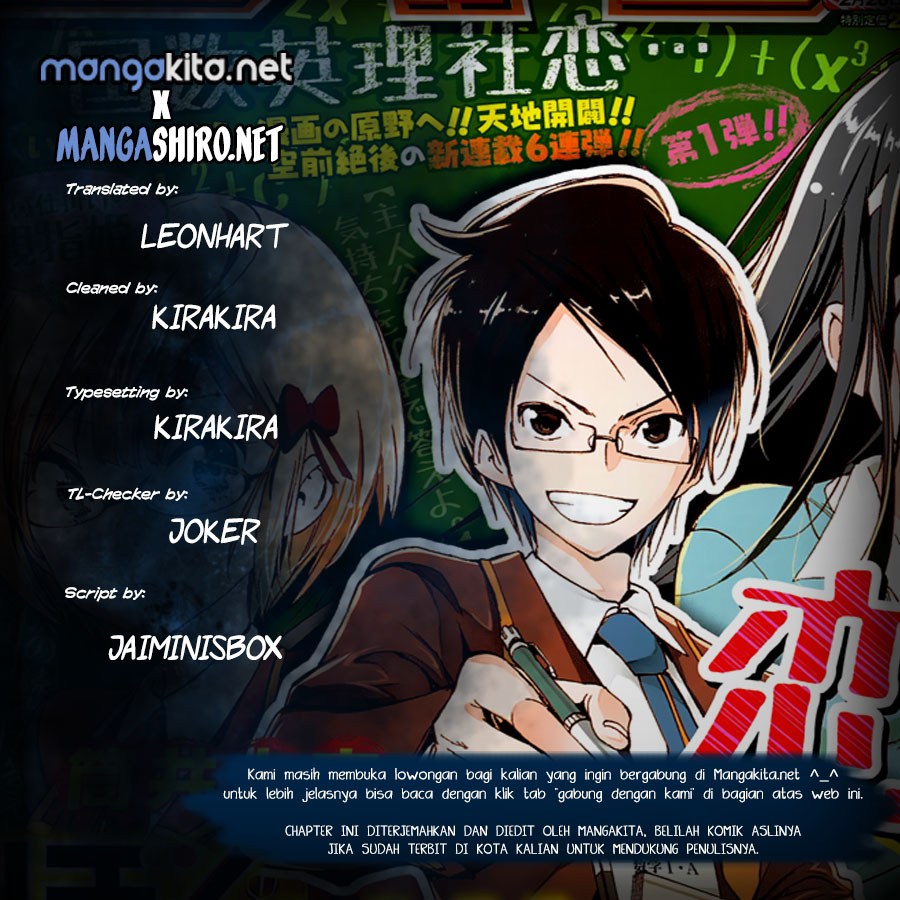 特別定価
国数英理社恋…
漫画の原野へ!!天地開闢!!
空前絶後の新連載6連弾!!
第1弾!!
mangakita.net
X
MANGASHIRO.NET
Translated by:
LEONHART
Cleaned by:
KIRAKIRA
Typesetting by:
KIRAKIRA
TL-Checker by:
JOKER
Script by:
JAIMINISBOX
恋
Kami masih membuka lowongan bagi kalian yang ingin bergabung di Mangakita.net ^_^
untuk lebih jelasnya bisa baca dengan klik tab "gabung dengan kami" di bagian atas web ini.
CHAPTER INI DITERJEMAHKAN DAN DIEDIT OLEH MANGAKITA, BELILAH KOMIK ASLINYA
JIKA SUDAH TERBIT DI KOTA KALIAN UNTUK MENDUKUNG PENULISNYA.